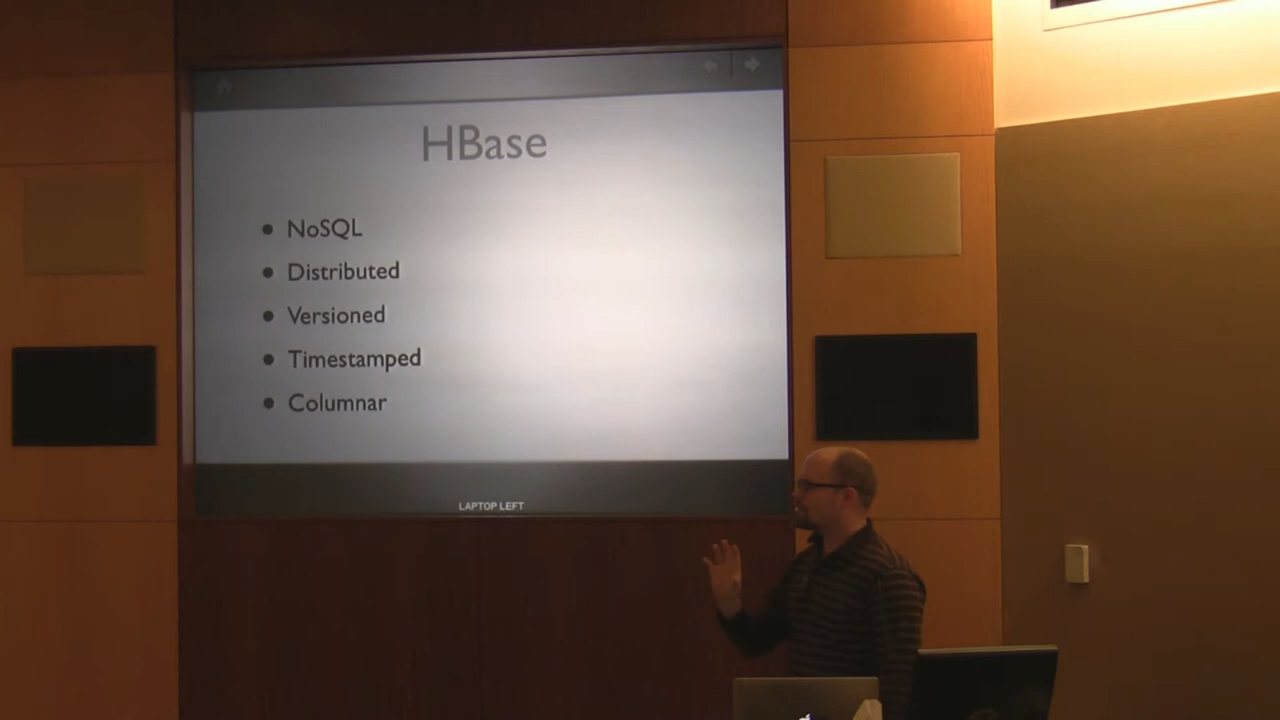 HBase
NoSQL
Distributed
Versioned
Timestamped
Columnar
LAPTOP LEFT